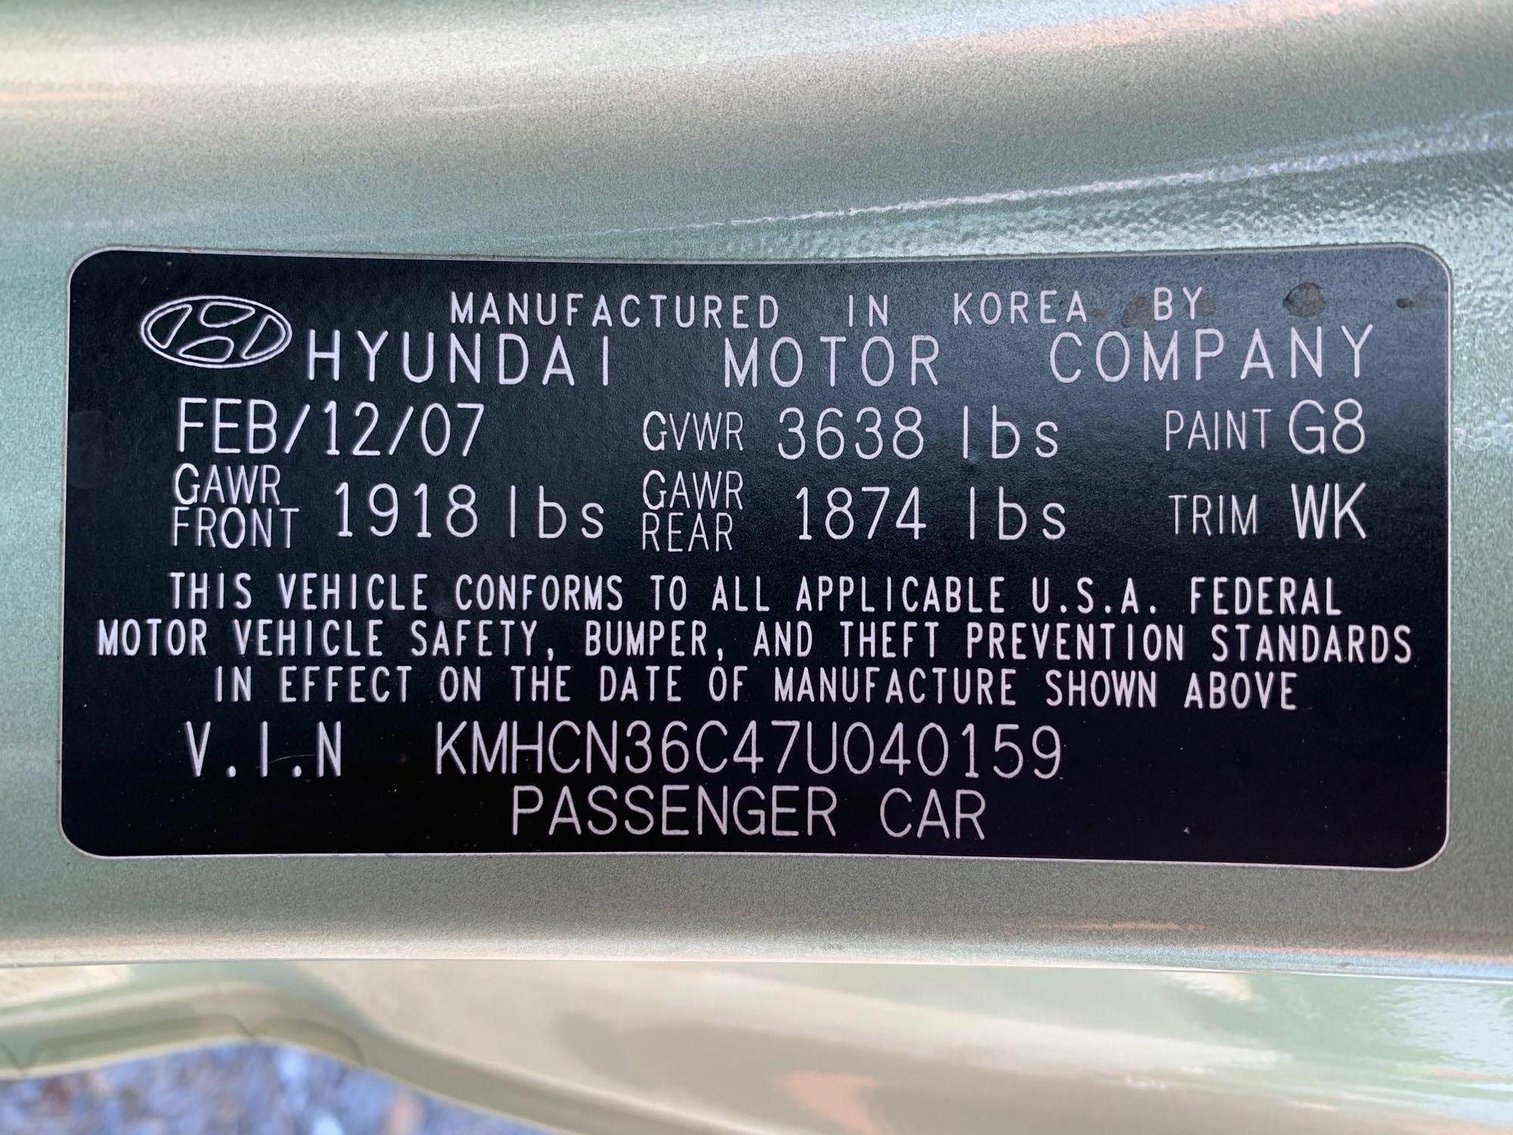 MANUFACTURED IN KOREA BY
HYUNDAI MOTOR COMPANY
FEB/12/07 GVWR 3638 lbs PAINT G8
GAWR FRONT 1918 lbs GAWR REAR 1874 lbs TRIM WK
THIS VEHICLE CONFORMS TO ALL APPLICABLE U.S.A. FEDERAL
MOTOR VEHICLE SAFETY, BUMPER, AND THEFT PREVENTION STANDARDS
IN EFFECT ON THE DATE OF MANUFACTURE SHOWN ABOVE
V.I.N KMHCN36C47U040159
PASSENGER CAR